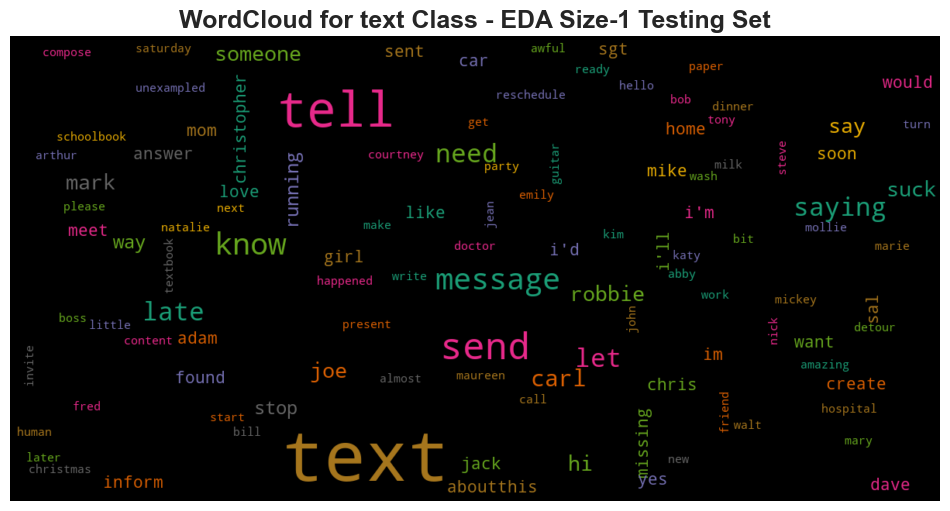 WordCloud for text Class - EDA Size-1 Testing Set
compose
saturday
someone
sent
car
awful
sgt
ready
paper
would
unexampled
christopher
tell
reschedule
hello
bob
dinner
schoolbook
mom
get
home
tony
say
turn
arthur
answer
running
courtney
need
party
guitar
mike
wash
milk
steve
soon
mark
love
emily
suck
please
next
like
jean
i'm
saying
meet
natalie
make
mollie
way
know
girl
doctor
i'd
kim
i'll
katy
bit
marie
textbook
happened
write
message
abby
robbie
work
mickey
sal
boss
little
late
present
john
nick
detour
content
adam
send
let
im
want
invite
amazing
found
joe
almost
maureen
carl
chris
create
fred
start
stop
call
friend
walt
hospital
human
bill
text
missing
mary
later
christmas
jack
hi
new
inform
aboutthis
yes
dave